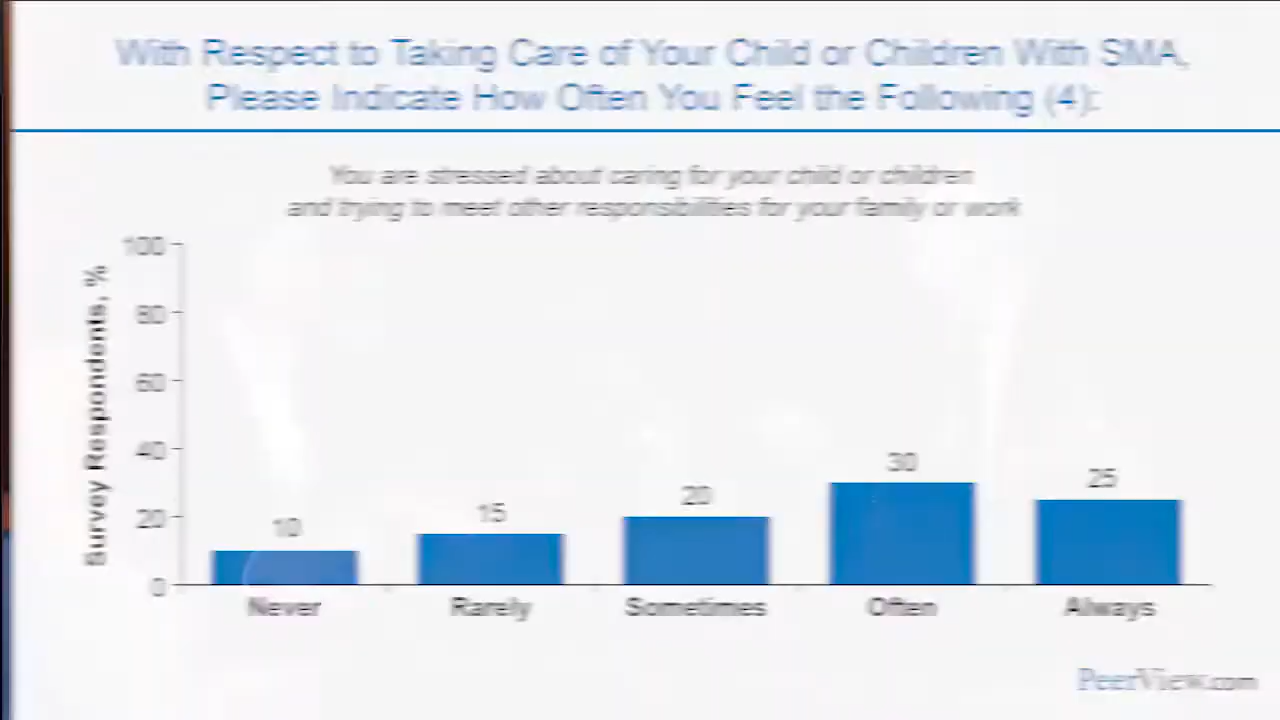 With Respect to Taking Care of Your Child or Children With SMA,
Please Indicate How Often You Feel the Following (4):
You are stressed about caring for your child or children
and trying to meet other responsibilities for your family or work
Survey Respondents, %
100
80
60
40
20
0
10
15
20
30
25
Never
Rarely
Sometimes
Often
Always
PeerView.com